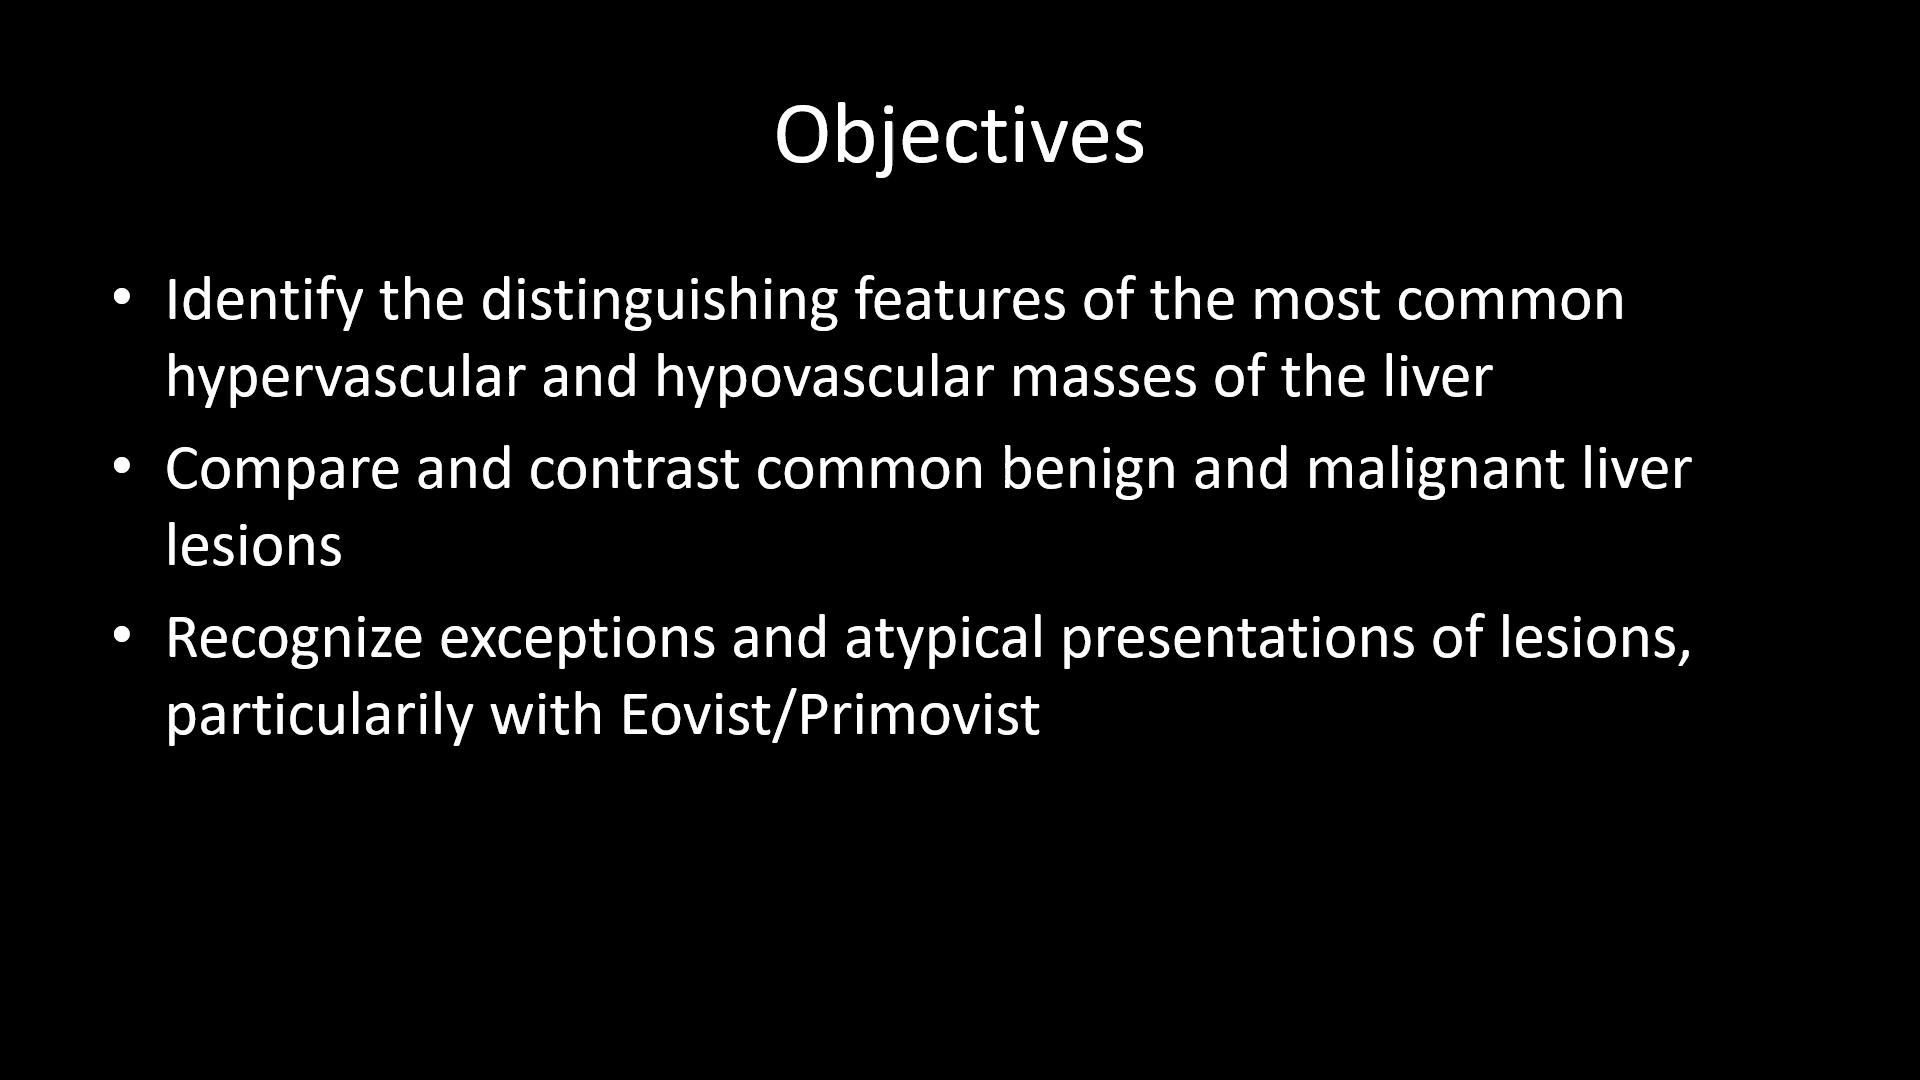 Objectives
• Identify the distinguishing features of the most common
hypervascular and hypovascular masses of the liver
• Compare and contrast common benign and malignant liver
lesions
• Recognize exceptions and atypical presentations of lesions,
particularily with Eovist/Primovist